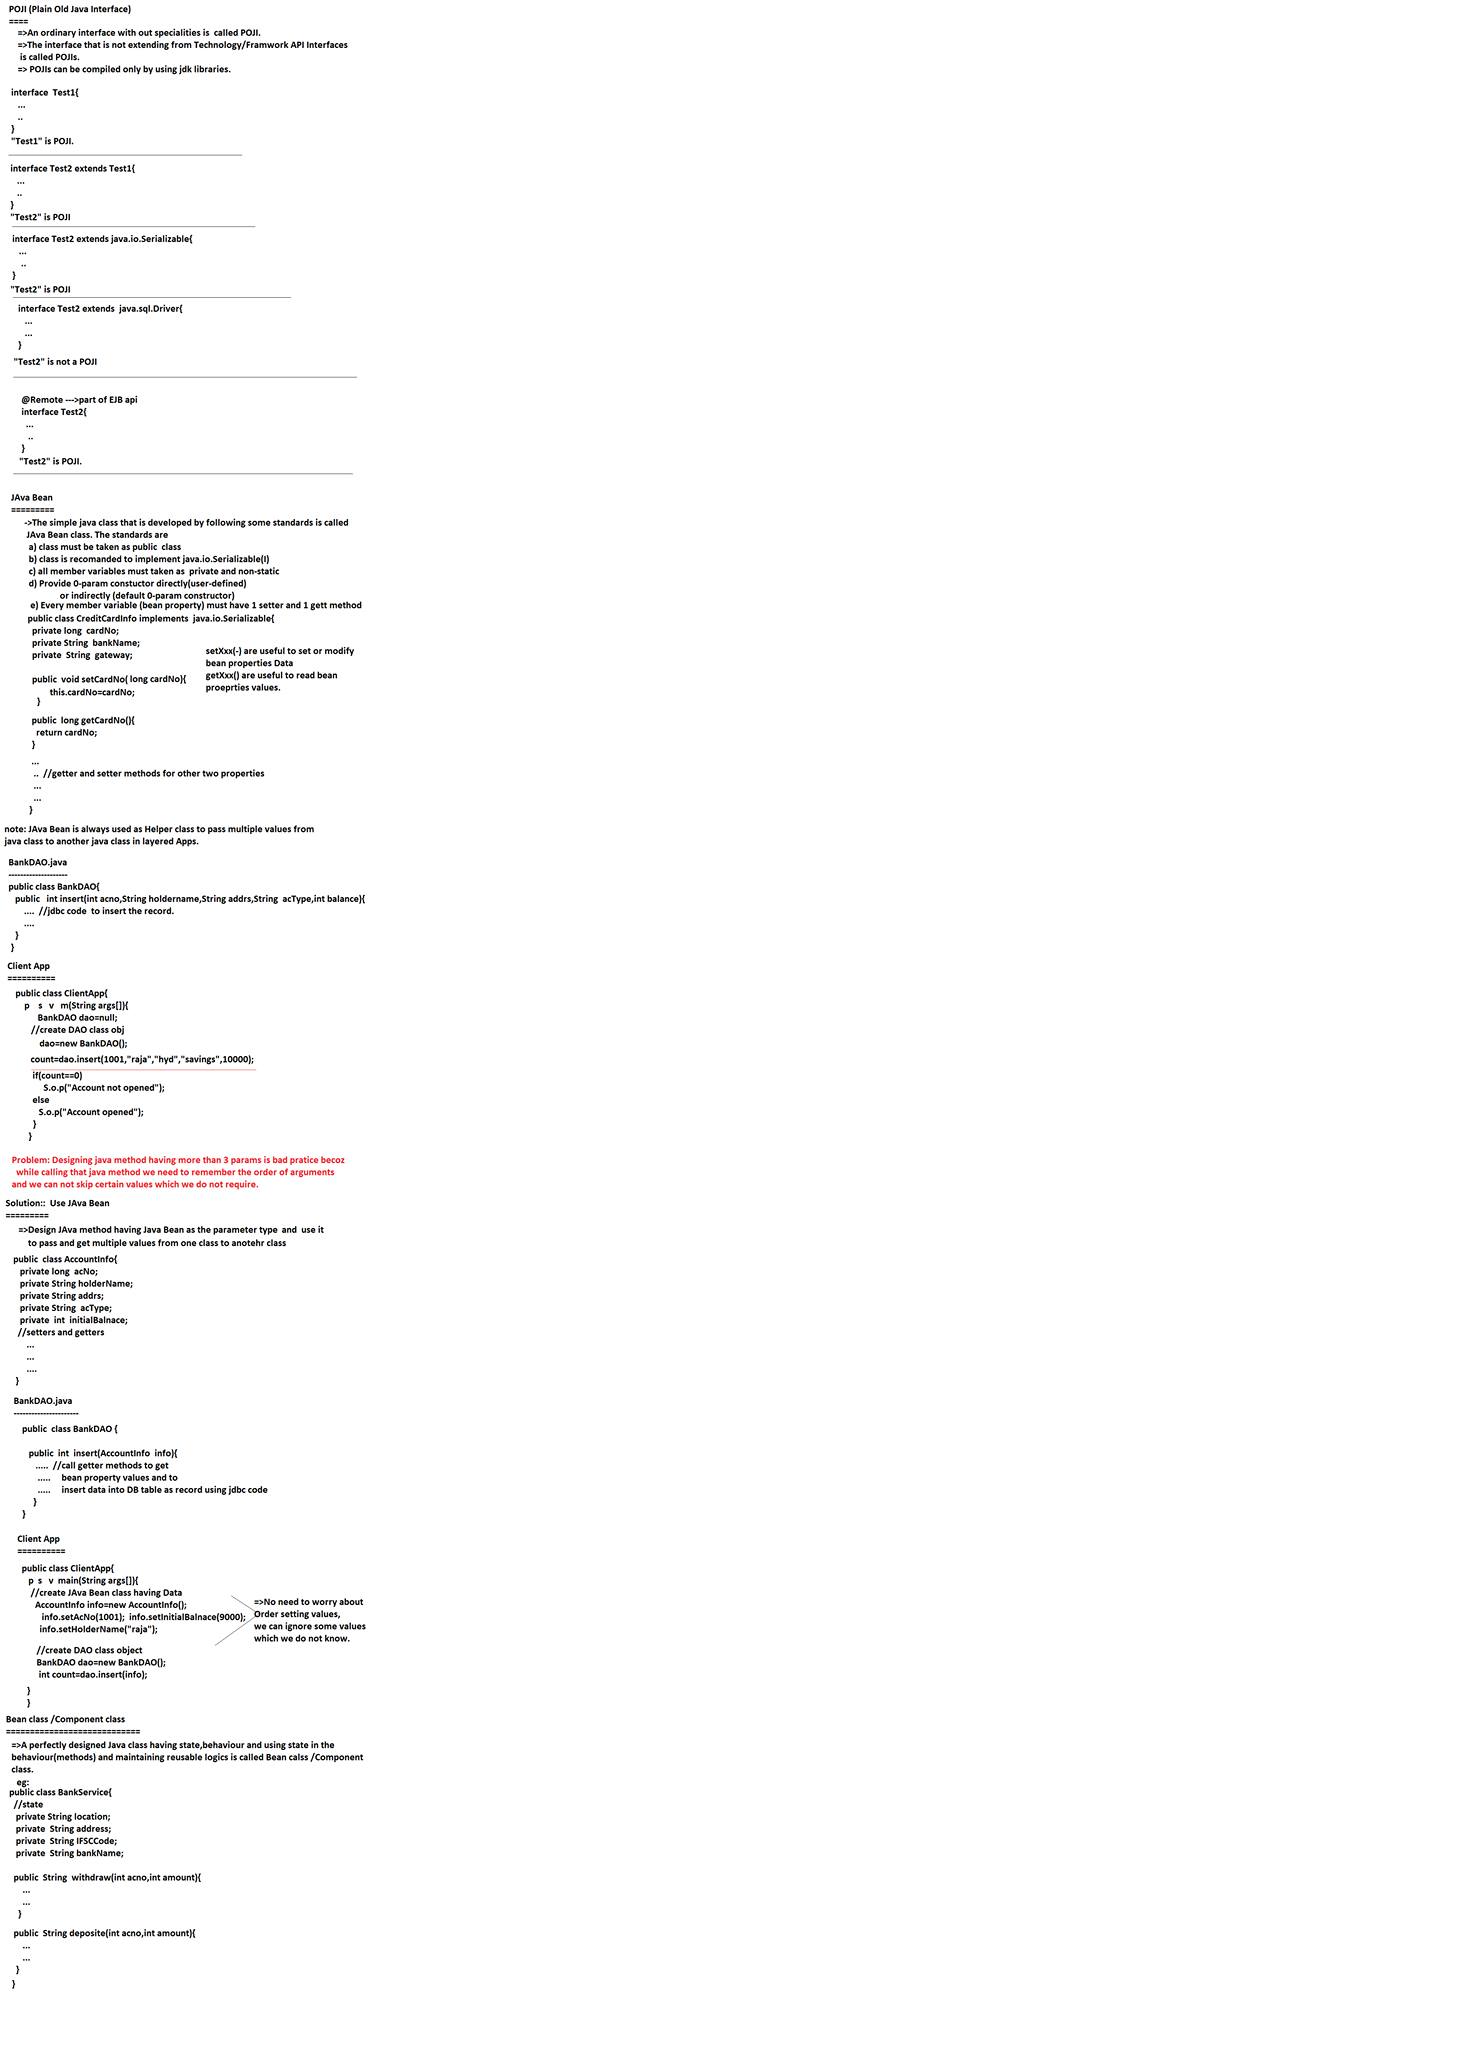 POJI (Plain Old Java Interface)
====
=>An ordinary interface with out specialities is called POJI.
=>The interface that is not extending from Technology/Framwork API Interfaces
is called POJIs.
=> POJIs can be compiled only by using jdk libraries.
interface Test1{
...
..
}
"Test1" is POJI.
interface Test2 extends Test1{
...
..
}
"Test2" is POJI
interface Test2 extends java.io.Serializable{
...
..
}
"Test2" is POJI
interface Test2 extends java.sql.Driver{
...
...
}
"Test2" is not a POJI
@Remote --->part of EJB api
interface Test2{
...
..
}
"Test2" is POJI.
JAva Bean
=========
->The simple java class that is developed by following some standards is called
JAva Bean class. The standards are
a) class must be taken as public class
b) class is recomanded to implement java.io.Serializable(I)
c) all member variables must taken as private and non-static
d) Provide 0-param constuctor directly(user-defined)
or indirectly (default 0-param constructor)
e) Every member variable (bean property) must have 1 setter and 1 gett method
public class CreditCardInfo implements java.io.Serializable{
private long cardNo;
private String bankName;
private String gateway;
setXxx(-) are useful to set or modify
bean properties Data
getXxx() are useful to read bean
proeprties values.
public void setCardNo( long cardNo){
this.cardNo=cardNo;
}
public long getCardNo(){
return cardNo;
}
...
.. //getter and setter methods for other two properties
...
...
}
note: JAva Bean is always used as Helper class to pass multiple values from
java class to another java class in layered Apps.
BankDAO.java
--------------------
public class BankDAO{
public int insert(int acno,String holdername,String addrs,String acType,int balance){
.... //jdbc code to insert the record.
....
}
}
Client App
==========
public class ClientApp{
p s v m(String args[]){
BankDAO dao=null;
//create DAO class obj
dao=new BankDAO();
count=dao.insert(1001,"raja","hyd","savings",10000);
if(count==0)
S.o.p("Account not opened");
else
S.o.p("Account opened");
}
}
Problem: Designing java method having more than 3 params is bad pratice becoz
while calling that java method we need to remember the order of arguments
and we can not skip certain values which we do not require.
Solution:: Use JAva Bean
=========
=>Design JAva method having Java Bean as the parameter type and use it
to pass and get multiple values from one class to anotehr class
public class AccountInfo{
private long acNo;
private String holderName;
private String addrs;
private String acType;
private int initialBalnace;
//setters and getters
...
...
....
}
BankDAO.java
----------------------
public class BankDAO {
public int insert(AccountInfo info){
..... //call getter methods to get
..... bean property values and to
..... insert data into DB table as record using jdbc code
}
}
Client App
==========
public class ClientApp{
p s v main(String args[]){
//create JAva Bean class having Data
AccountInfo info=new AccountInfo();
info.setAcNo(1001); info.setInitialBalnace(9000);
info.setHolderName("raja");
=>No need to worry about
Order setting values,
we can ignore some values
which we do not know.
//create DAO class object
BankDAO dao=new BankDAO();
int count=dao.insert(info);
}
}
Bean class /Component class
============================
=>A perfectly designed Java class having state,behaviour and using state in the
behaviour(methods) and maintaining reusable logics is called Bean calss /Component
class.
eg:
public class BankService{
//state
private String location;
private String address;
private String IFSCCode;
private String bankName;
public String withdraw(int acno,int amount){
...
...
}
public String deposite(int acno,int amount){
...
...
}
}